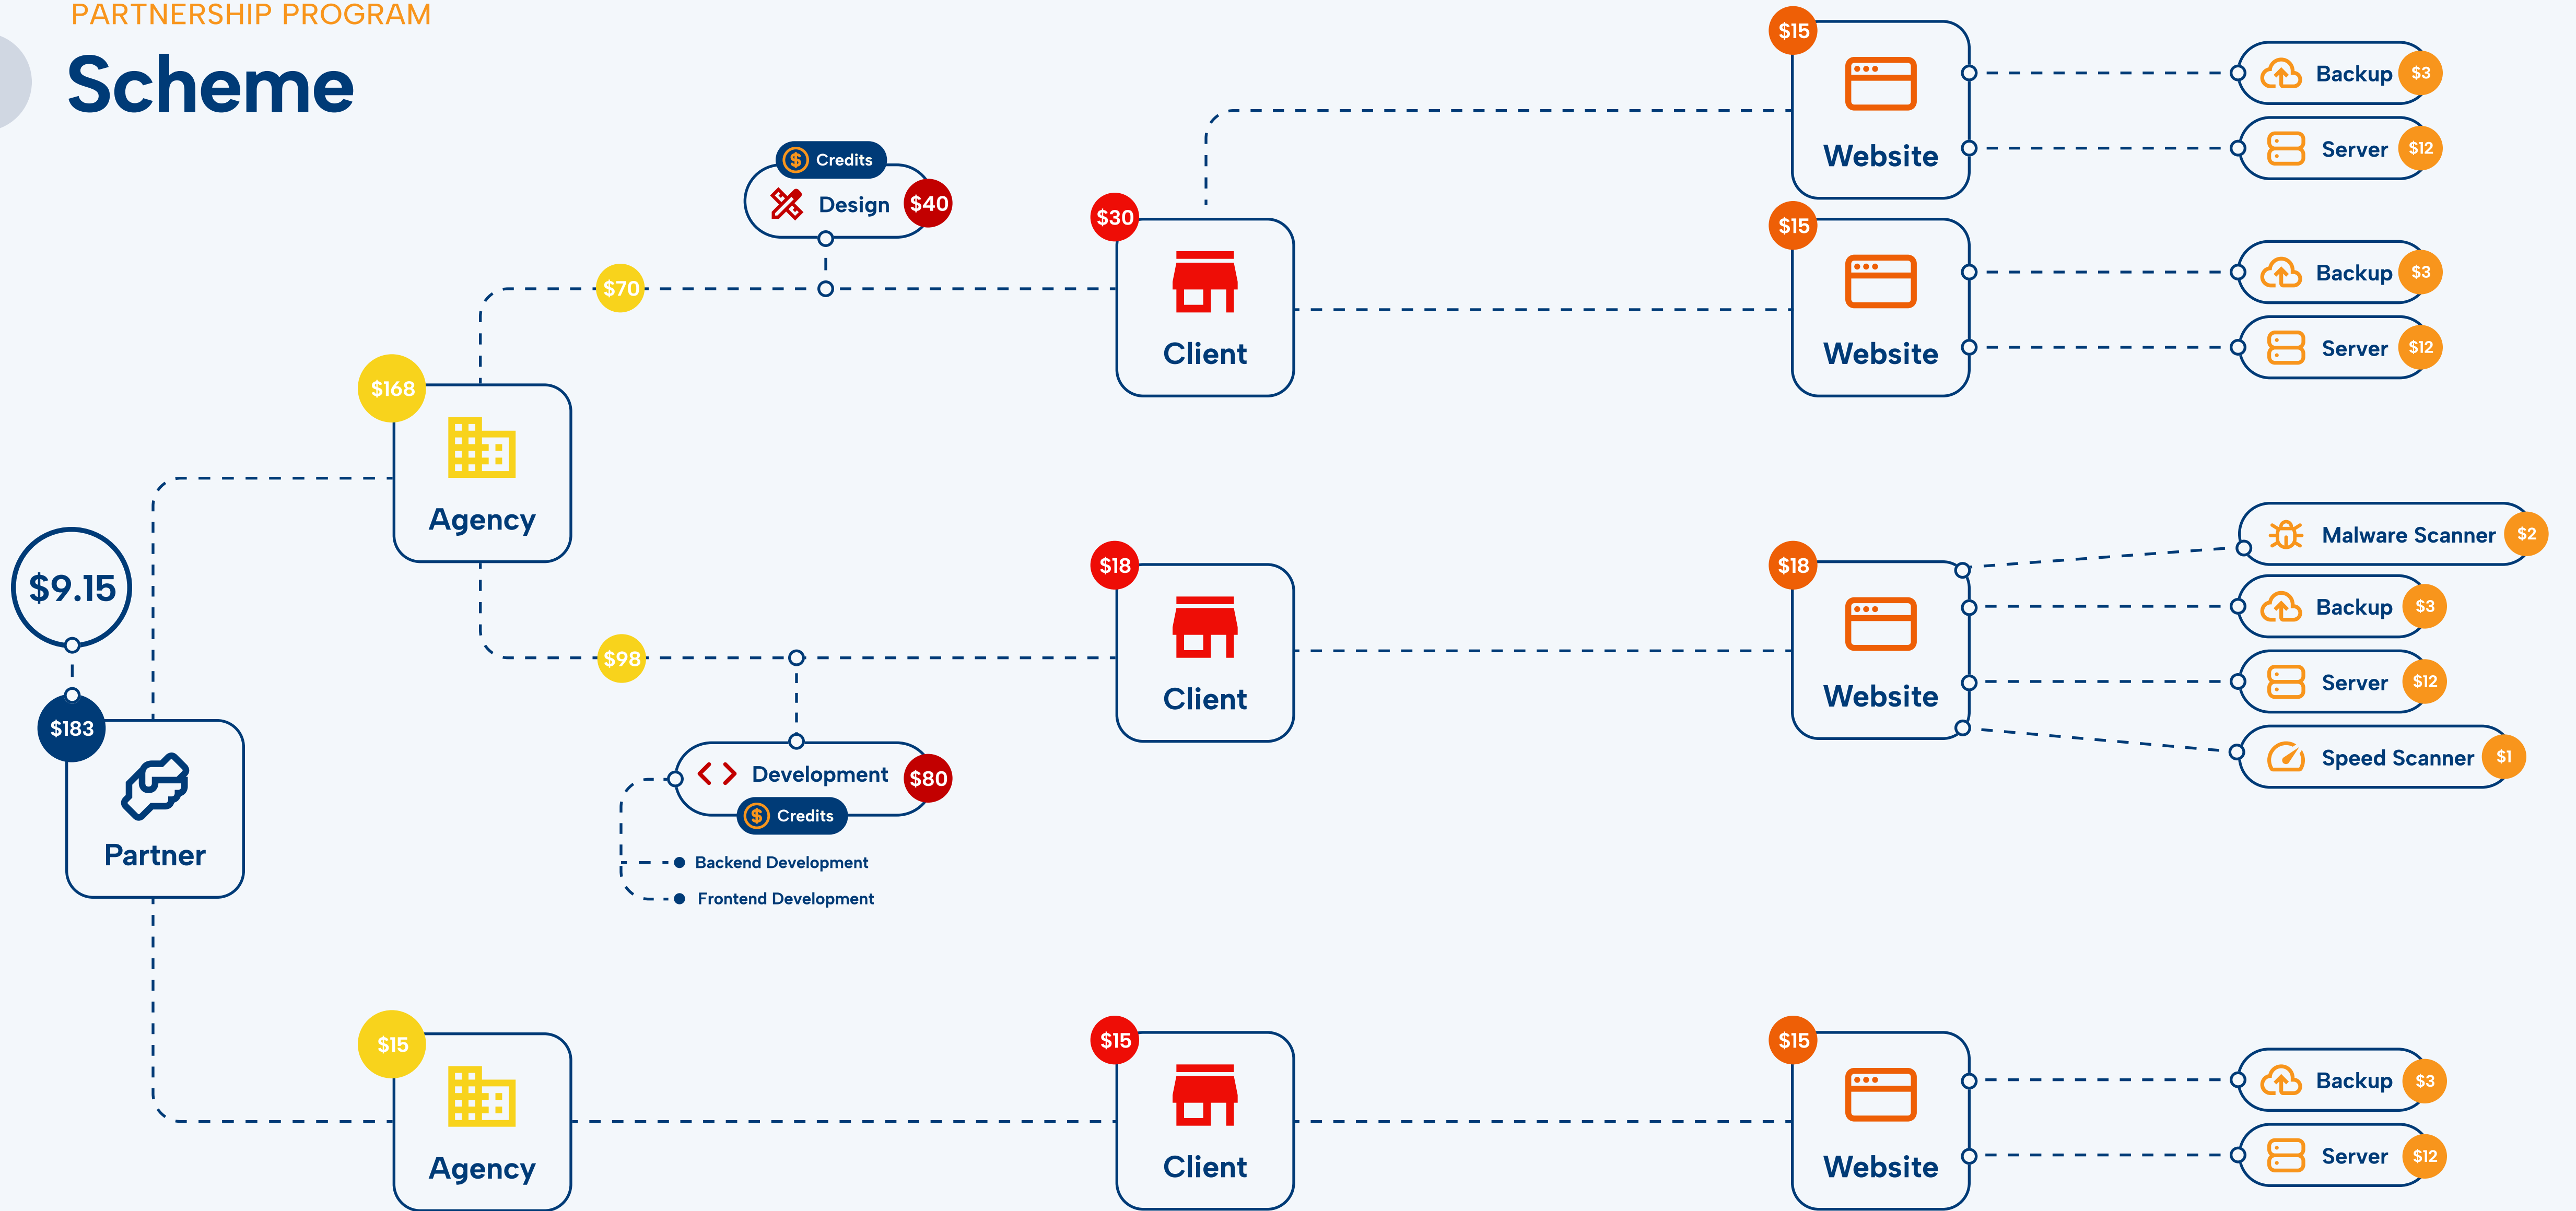 PARTNERSHIP PROGRAM
Scheme
$15
Website
Backup $3
Server $12
Credits
Design $40
$30
Client
$15
Website
Backup $3
Server $12
$70
$168
Agency
$9.15
$183
Partner
$98
Development $80
Credits
Backend Development
Frontend Development
$18
Client
$18
Website
Malware Scanner $2
Backup $3
Server $12
Speed Scanner $1
$15
Agency
$15
Client
$15
Website
Backup $3
Server $12